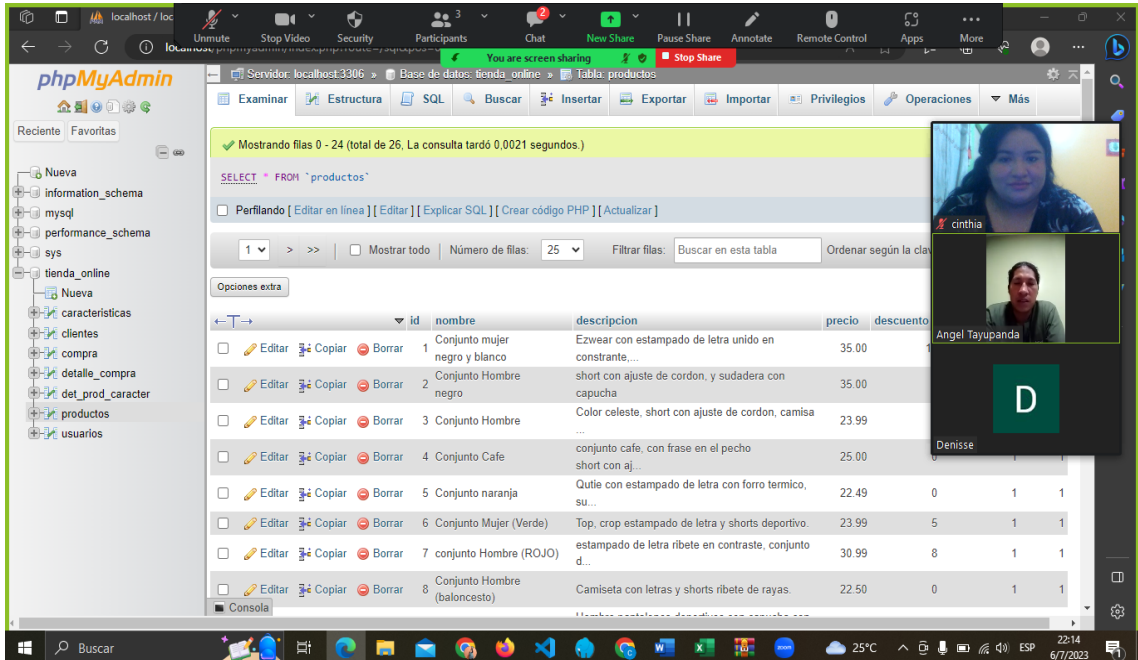 localhost / loc
Unmute
Stop Video
Security
Participants
3
Chat
2
New Share
Pause Share
Annotate
Remote Control
Apps
More
You are screen sharing
Stop Share
phpMyAdmin
Reciente
Favoritas
Nueva
information_schema
mysql
performance_schema
sys
tienda_online
Nueva
caracteristicas
clientes
compra
detalle_compra
det_prod_caracter
productos
usuarios
Servidor: localhost:3306 » Base de datos: tienda_online » Tabla: productos
Examinar Estructura SQL Buscar Insertar Exportar Importar Privilegios Operaciones Más
Mostrando filas 0 - 24 (total de 26, La consulta tardó 0,0021 segundos.)
SELECT * FROM `productos`
Perfilando [ Editar en línea ] [ Editar ] [ Explicar SQL ] [ Crear código PHP ] [ Actualizar ]
1 > >> Mostrar todo Número de filas: 25 Filtrar filas: Buscar en esta tabla Ordenar según la clav
Opciones extra
←T→ id nombre descripcion precio descuento
Editar Copiar Borrar 1 Conjunto mujer negro y blanco Ezwear con estampado de letra unido en constrante,... 35.00 1
Editar Copiar Borrar 2 Conjunto Hombre negro short con ajuste de cordon, y sudadera con capucha 35.00
Editar Copiar Borrar 3 Conjunto Hombre Color celeste, short con ajuste de cordon, camisa ... 23.99
Editar Copiar Borrar 4 Conjunto Cafe conjunto cafe, con frase en el pecho short con aj... 25.00 0 1 1
Editar Copiar Borrar 5 Conjunto naranja Qutie con estampado de letra con forro termico, su... 22.49 0 1 1
Editar Copiar Borrar 6 Conjunto Mujer (Verde) Top, crop estampado de letra y shorts deportivo. 23.99 5 1 1
Editar Copiar Borrar 7 conjunto Hombre (ROJO) estampado de letra ribete en contraste, conjunto d... 30.99 8 1 1
Editar Copiar Borrar 8 Conjunto Hombre (baloncesto) Camiseta con letras y shorts ribete de rayas. 22.50 0 1 1
Consola
cinthia
Angel Tayupanda
D
Denisse
Buscar
zoom
25°C
ESP
22:14
6/7/2023
1